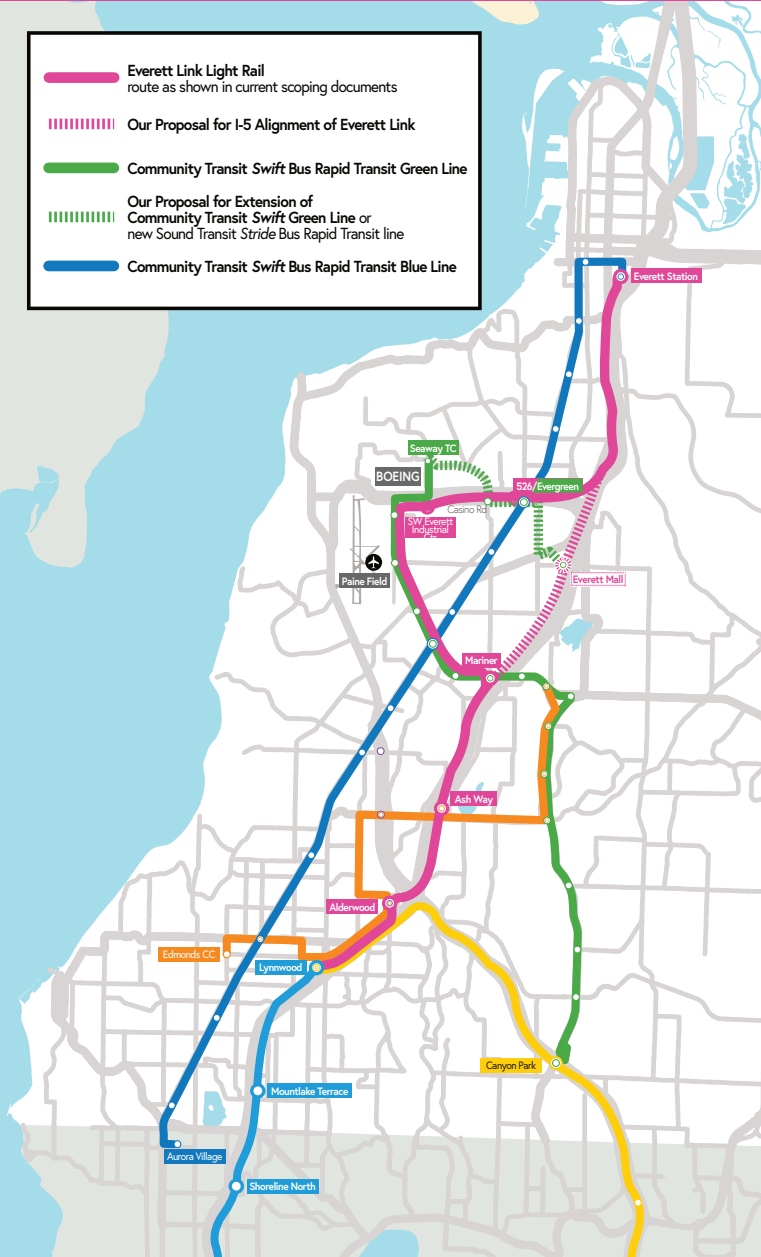 Everett Link Light Rail
route as shown in current scoping documents
Our Proposal for I-5 Alignment of Everett Link
Community Transit Swift Bus Rapid Transit Green Line
Our Proposal for Extension of
Community Transit Swift Green Line or
new Sound Transit Stride Bus Rapid Transit line
Community Transit Swift Bus Rapid Transit Blue Line
Everett Station
Seaway TC
BOEING
526/Evergreen
Casino Rd
SW Everett
Industrial
Ctr
Paine Field
Everett Mall
Mariner
Ash Way
Alderwood
Edmonds CC
Lynnwood
Canyon Park
Mountlake Terrace
Aurora Village
Shoreline North